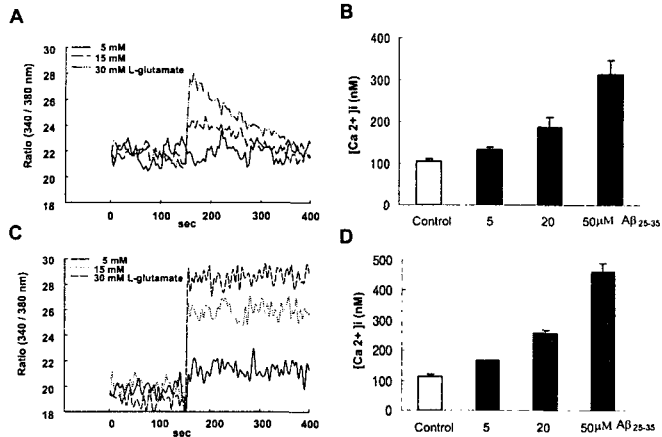 A
5 mM
15 mM
30 mM L-glutamate
Ratio (340 / 380 nm)
30
28
26
24
22
20
18
0 100 200 300 400
sec
B
[Ca 2+ ]i (nM)
400
300
200
100
0
Control 5 20 50μM Aβ25-35
C
5 mM
15 mM
30 mM L-glutamate
Ratio (340 / 380 nm)
30
28
26
24
22
20
18
0 100 200 300 400
sec
D
[Ca 2+ ]i (nM)
500
400
300
200
100
0
Control 5 20 50μM Aβ25-35